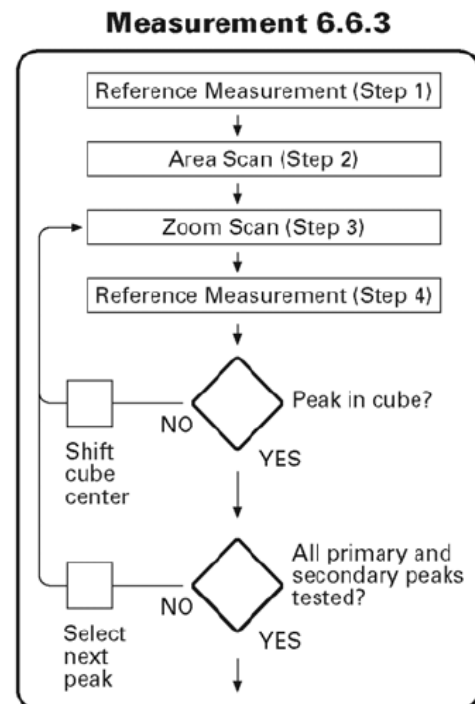 Measurement 6.6.3
Reference Measurement (Step 1)
Area Scan (Step 2)
Zoom Scan (Step 3)
Reference Measurement (Step 4)
Peak in cube?
NO
YES
Shift
cube
center
All primary and
secondary peaks
tested?
NO
YES
Select
next
peak